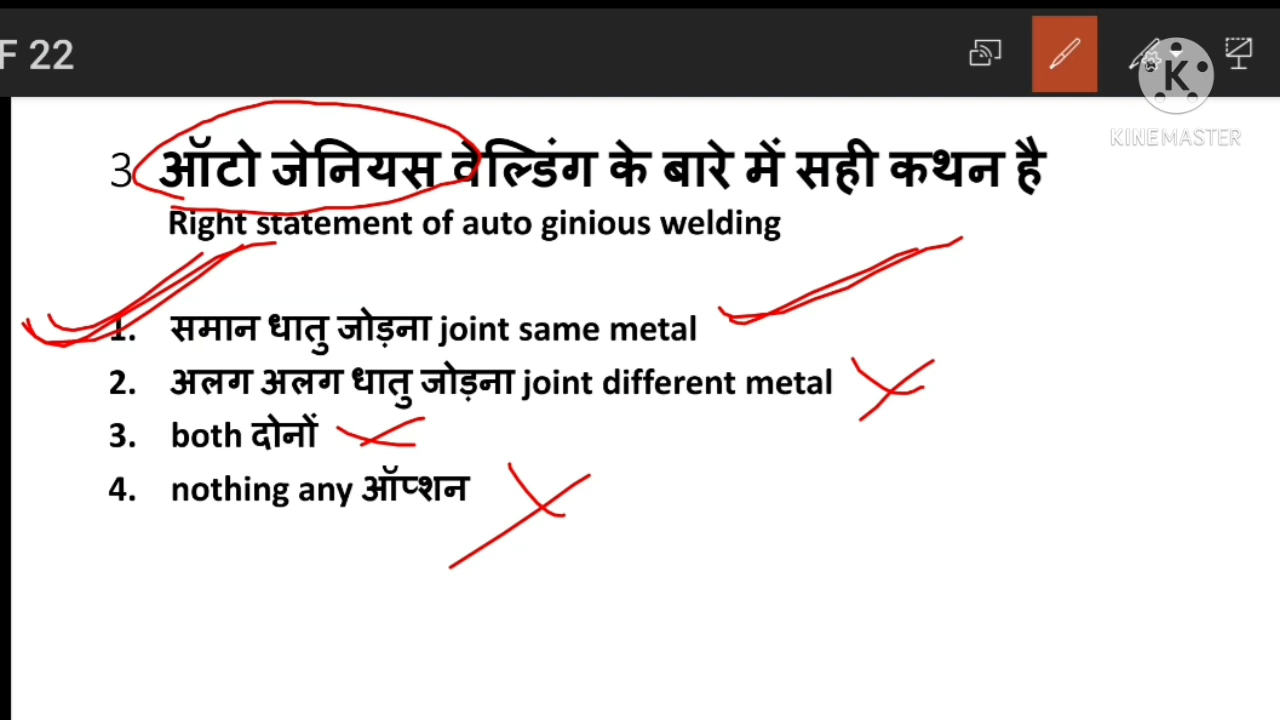 F 22
K
KINEMASTER
3 ऑटो जेनियस वेल्डिंग के बारे में सही कथन है
Right statement of auto ginious welding
1. समान धातु जोड़ना joint same metal
2. अलग अलग धातु जोड़ना joint different metal
3. both दोनों
4. nothing any ऑप्शन